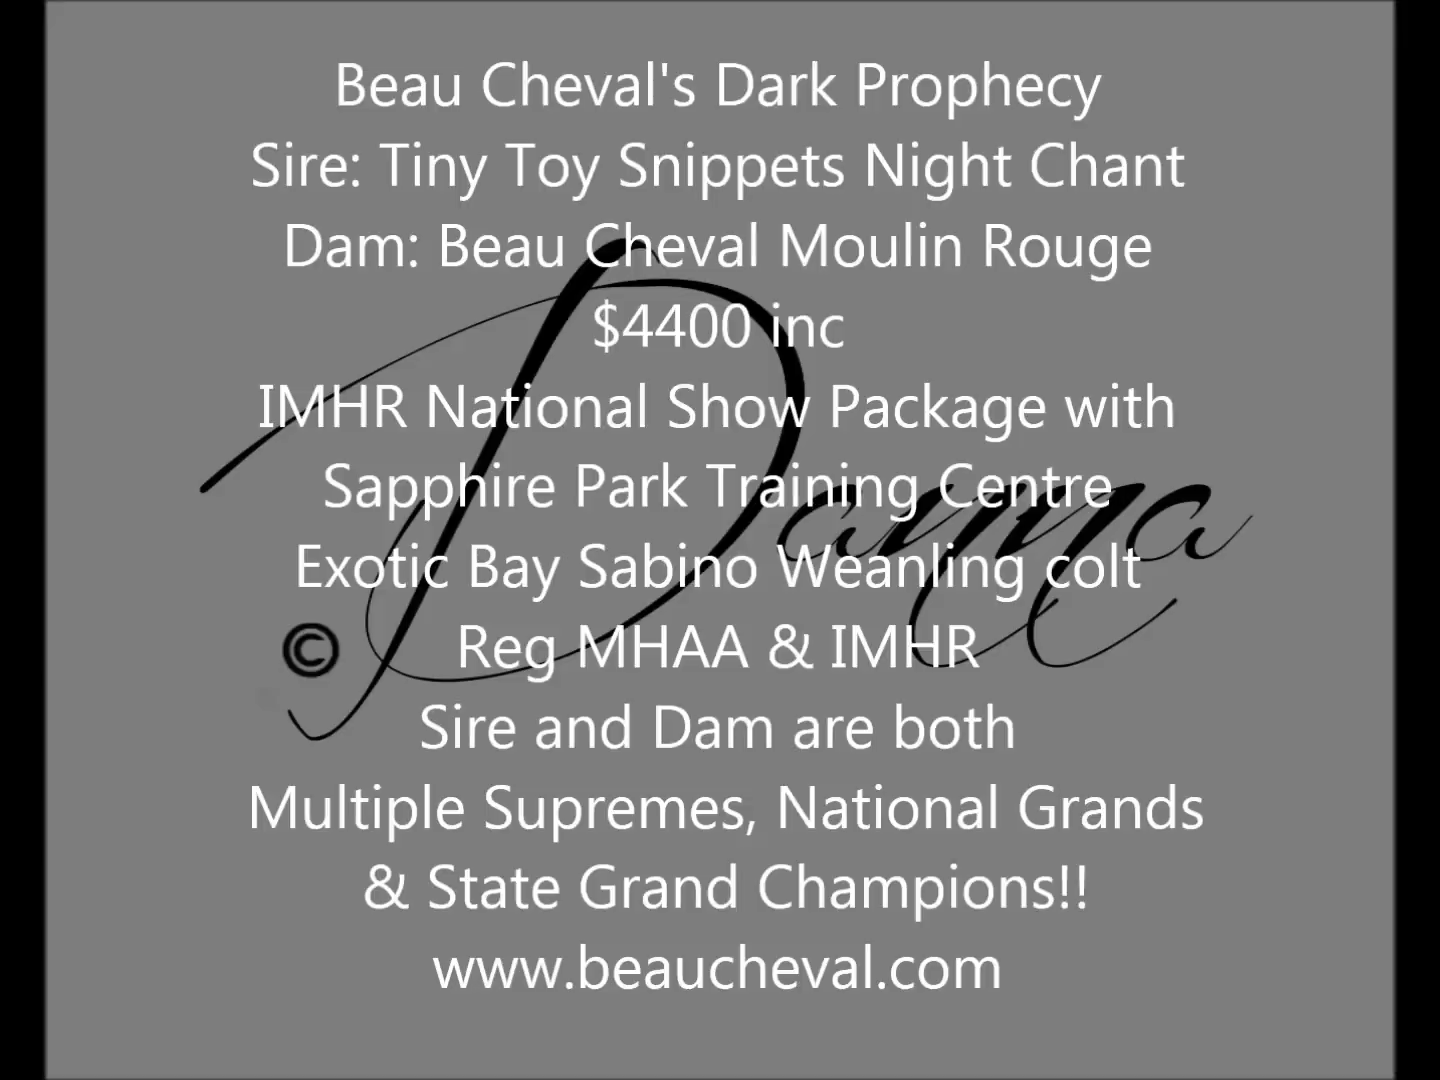 Beau Cheval's Dark Prophecy
Sire: Tiny Toy Snippets Night Chant
Dam: Beau Cheval Moulin Rouge
$4400 inc
IMHR National Show Package with
Sapphire Park Training Centre
Danna
Exotic Bay Sabino Weanling colt
©
Reg MHAA & IMHR
Sire and Dam are both
Multiple Supremes, National Grands
& State Grand Champions!!
www.beaucheval.com